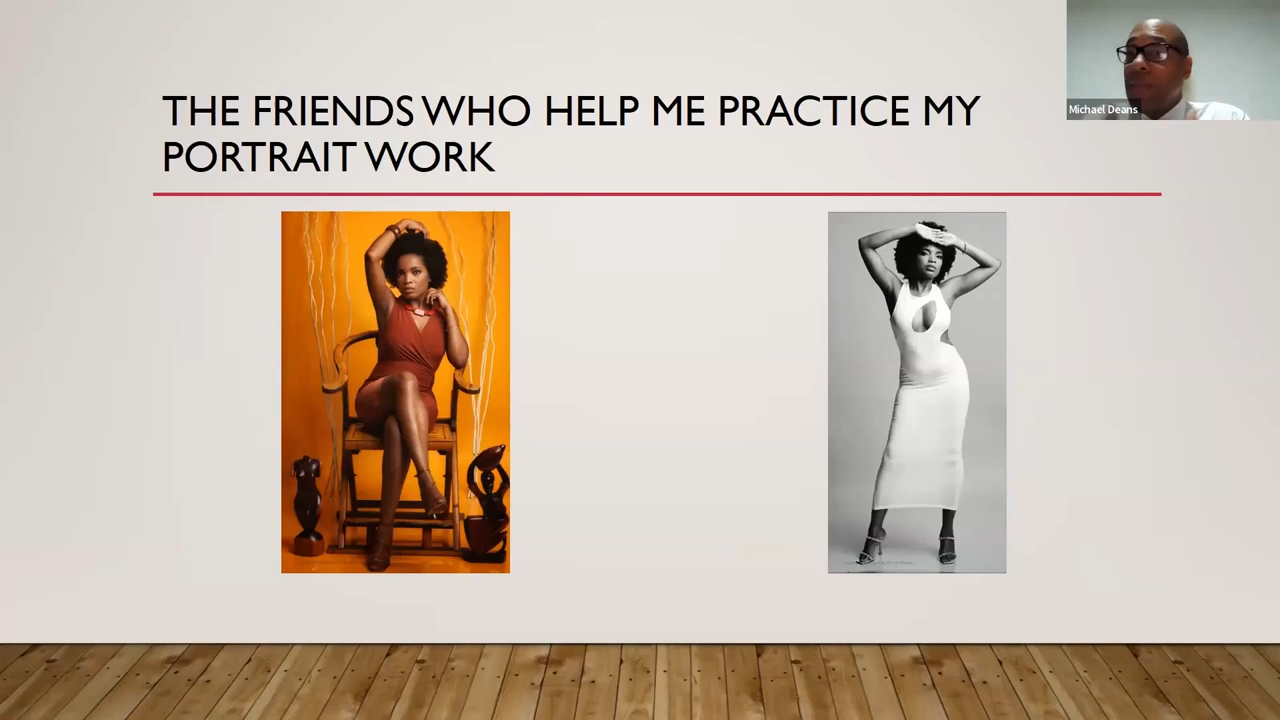 THE FRIENDS WHO HELP ME PRACTICE MY
PORTRAIT WORK
Michael Deans